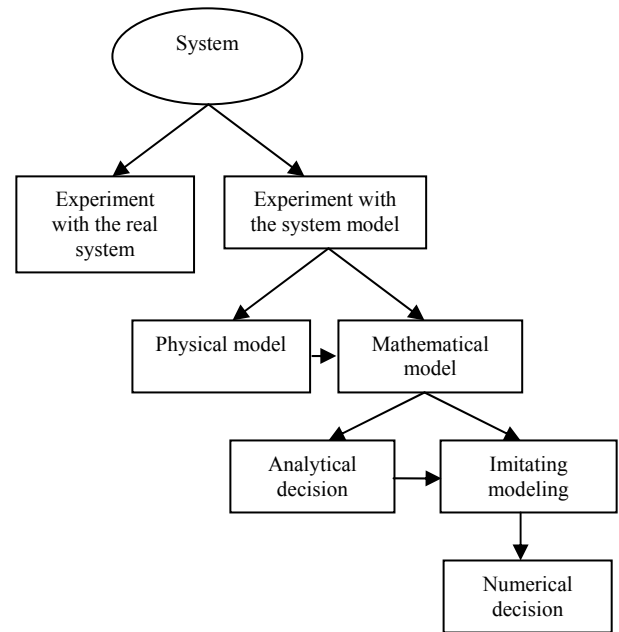 System
Experiment
with the real
system
Experiment with
the system model
Physical model
Mathematical
model
Analytical
decision
Imitating
modeling
Numerical
decision